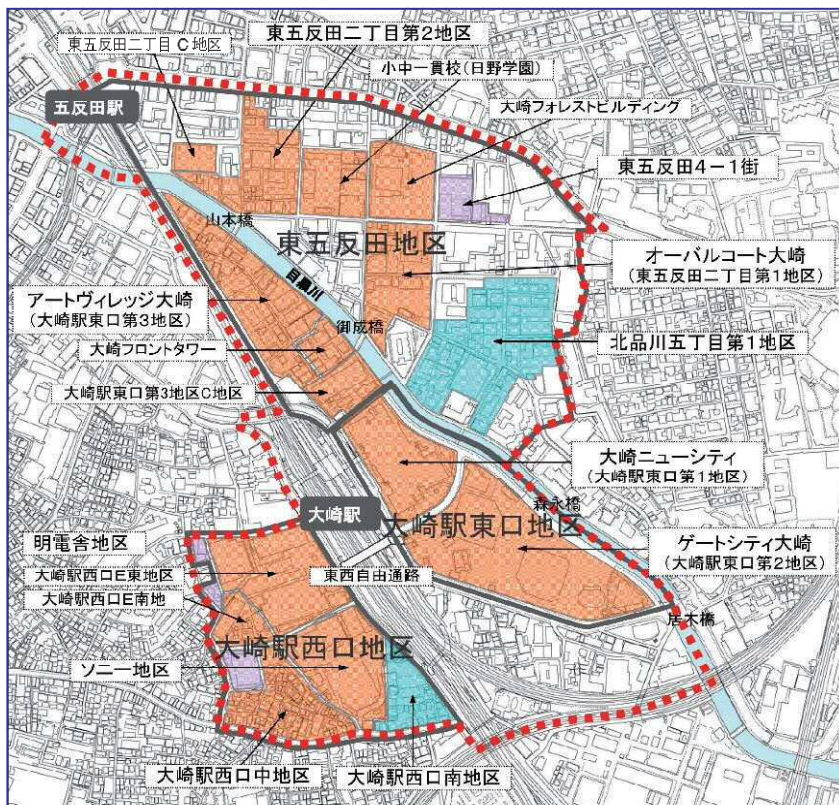 東五反田二丁目C地区
東五反田二丁目第2地区
小中一貫校(日野学園)
五反田駅
大崎フォレストビルディング
東五反田4-1街
山本橋
東五反田地区
オーバルコート大崎
(東五反田二丁目第1地区)
目黒川
アートヴィレッジ大崎
(大崎駅東口第3地区)
御成橋
北品川五丁目第1地区
大崎フロントタワー
大崎駅東口第3地区C地区
大崎ニューシティ
(大崎駅東口第1地区)
森永橋
大崎駅
大崎駅東口地区
明電舎地区
ゲートシティ大崎
(大崎駅東口第2地区)
大崎駅西口E東地区
東西自由通路
大崎駅西口E南地
居木橋
大崎駅西口地区
ソニー地区
大崎駅西口中地区
大崎駅西口南地区